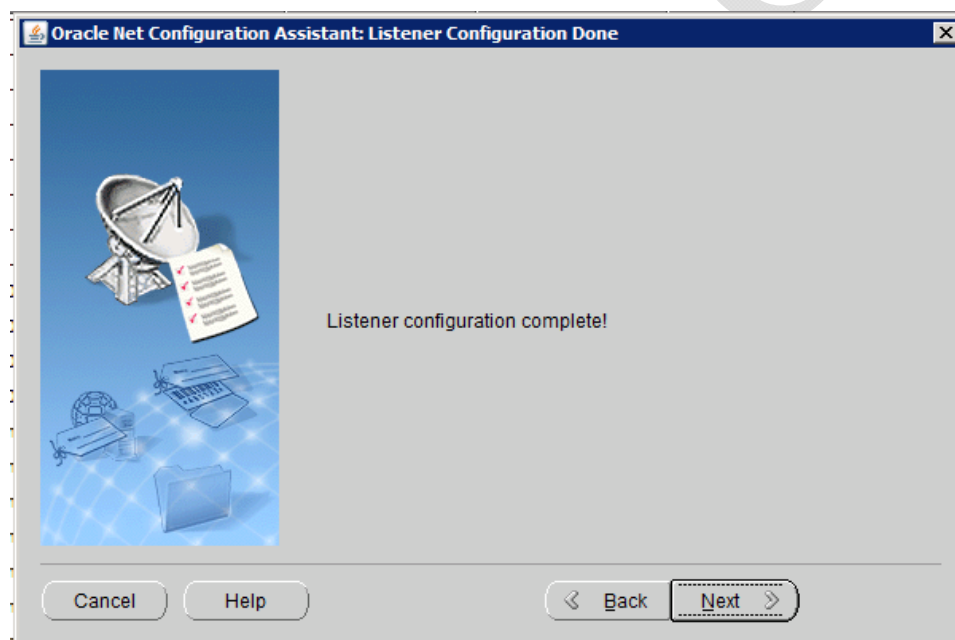 Oracle Net Configuration Assistant: Listener Configuration Done
Listener configuration complete!
Cancel
Help
Back
Next